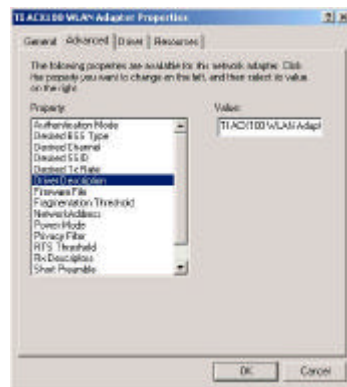 TI ACX100 WLAN Adapter Properties
General Advanced Driver Resources
The following properties are available for this network adapter. Click
the property you want to change on the left, and then select its value
on the right.
Property: Value:
Authentication Mode
Desired BSS Type
Desired Channel
Desired SSID
Desired Tx Rate
Driver Description
Firmware File
Fragmentation Threshold
NetworkAddress
Power Mode
Privacy Filter
RTS Threshold
Rx Descriptors
Short Preamble
TI ACX100 WLAN Adapt
OK Cancel